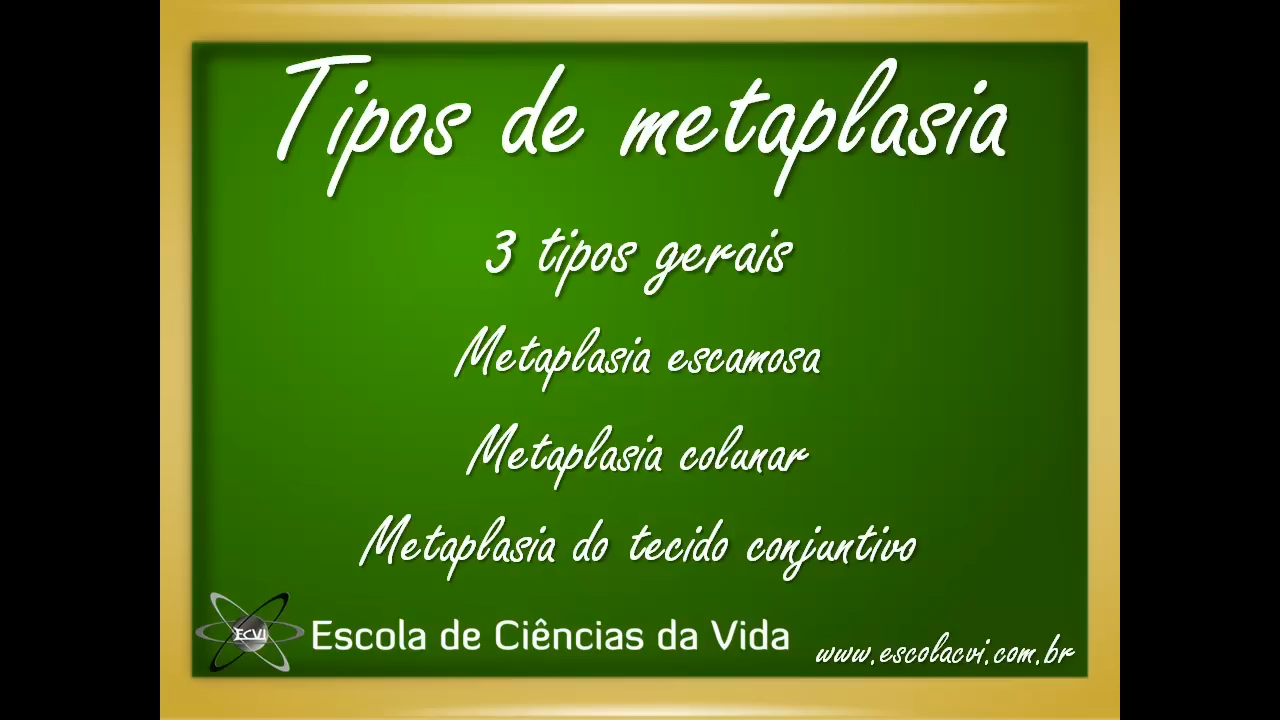 Tipos de metaplasia
3 tipos gerais
Metaplasia escamosa
Metaplasia colunar
Metaplasia do tecido conjuntivo
ECVI
Escola de Ciências da Vida
www.escolacvi.com.br